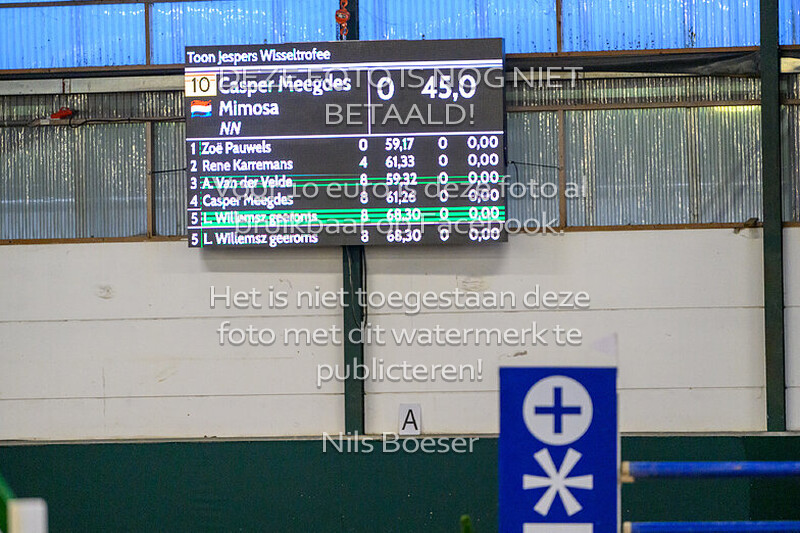 Toon Jespers Wisseltrofee
10 Casper Meegdes 0 45,0
Mimosa
NN
1 Zoë Pauwels 0 59,17 0 0,00
2 Rene Karremans 4 61,33 0 0,00
3 A. Van der Velde 8 59,32 0 0,00
4 Casper Meegdes 8 61,28 0 0,00
5 L. Willemsz geeroms 8 68,30 0 0,00
5 L. Willemsz geeroms 8 68,30 0 0,00
DEZE FOTO IS NOG NIET
BETAALD!
Voor 10 euro is deze foto al
bruikbaar op facebook.
Het is niet toegestaan deze
foto met dit watermerk te
publiceren!
A
Nils Boeser